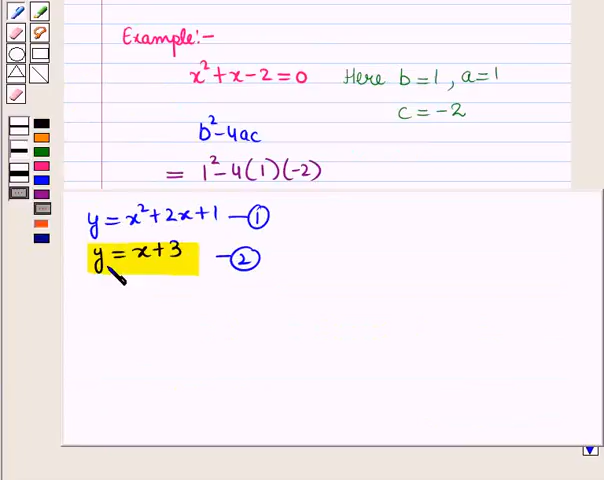 Example:-
x²+x-2=0 Here b=1, a=1
c=-2
b²-4ac
= 1²-4(1)(-2)
y=x²+2x+1 —①
y=x+3 —②